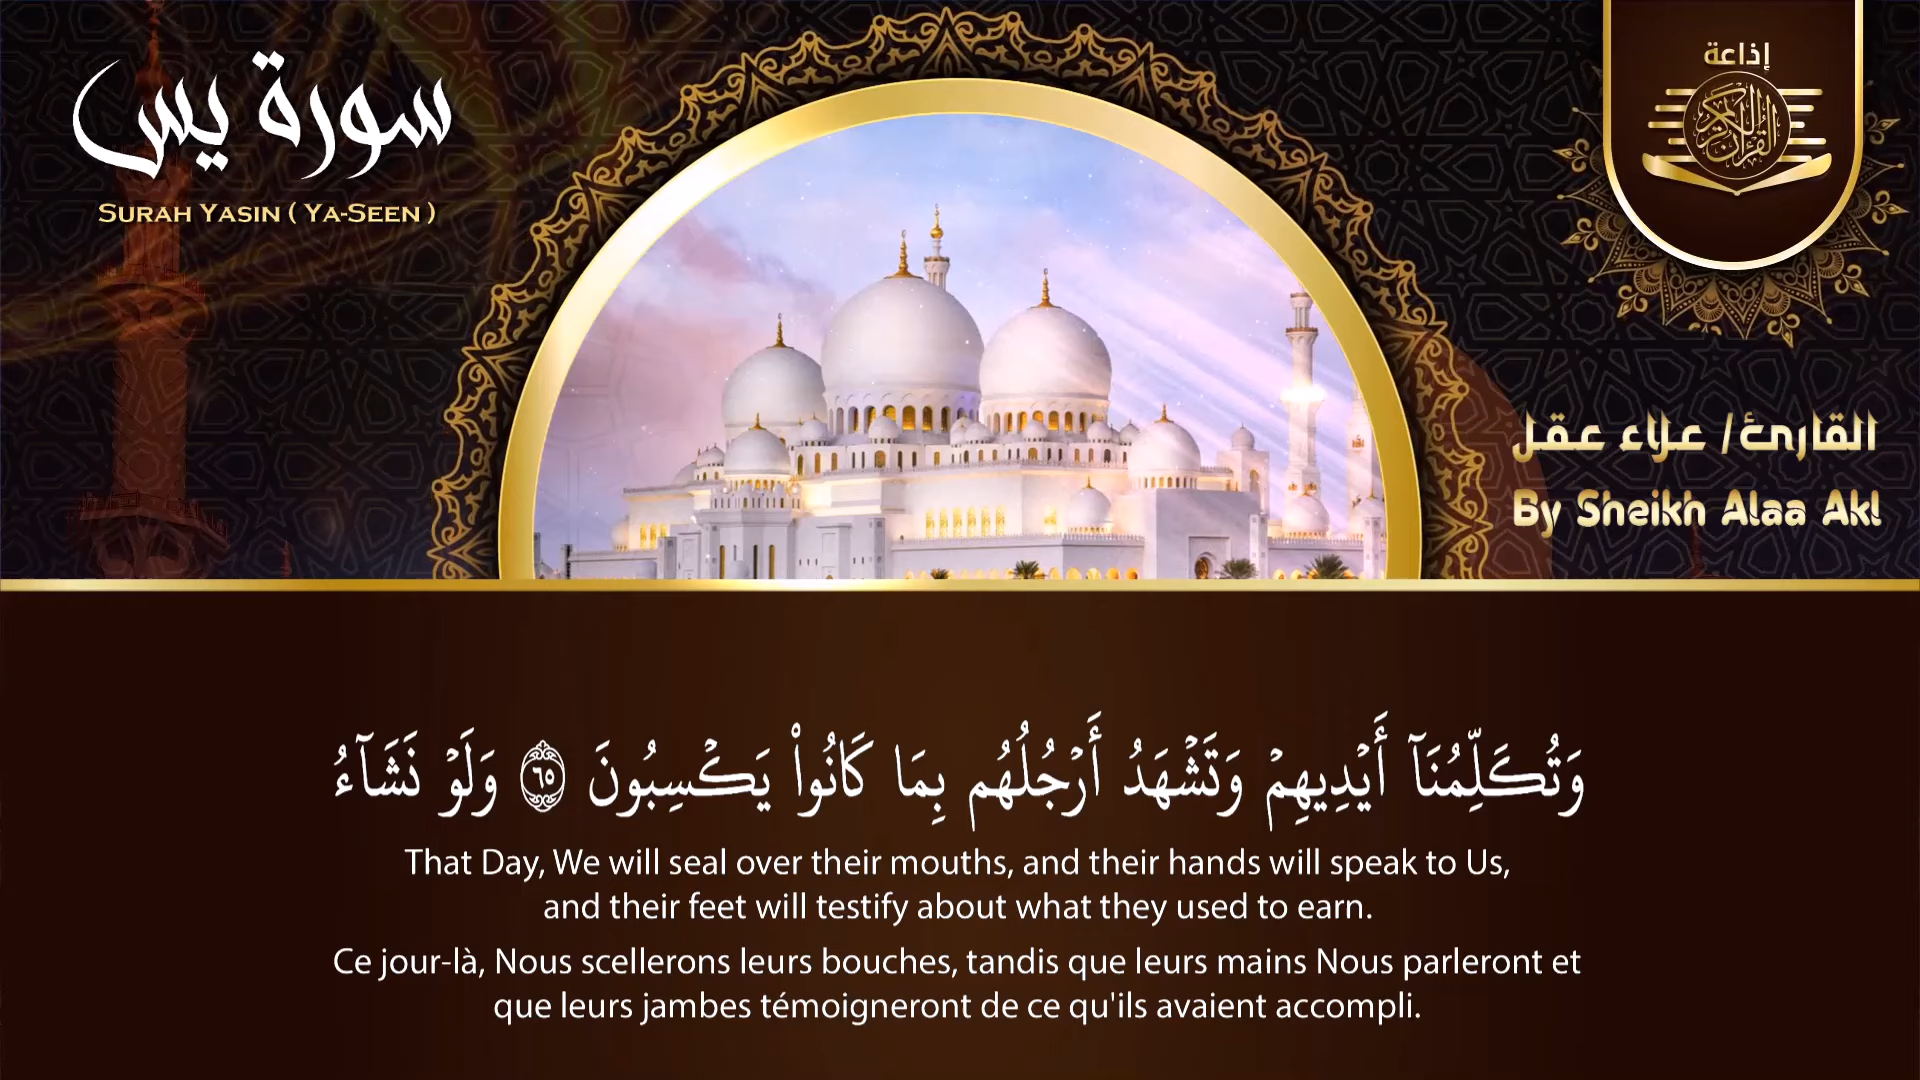 سورة يس
SURAH YASIN ( YA-SEEN )
إذاعة
القرآن الكريم
القارئ/ علاء عقل
By Sheikh Alaa Akl
وَتُكَلِّمُنَآ أَيْدِيهِمْ وَتَشْهَدُ أَرْجُلُهُم بِمَا كَانُوا۟ يَكْسِبُونَ ٦٥ وَلَوْ نَشَآءُ
That Day, We will seal over their mouths, and their hands will speak to Us,
and their feet will testify about what they used to earn.
Ce jour-là, Nous scellerons leurs bouches, tandis que leurs mains Nous parleront et
que leurs jambes témoigneront de ce qu'ils avaient accompli.